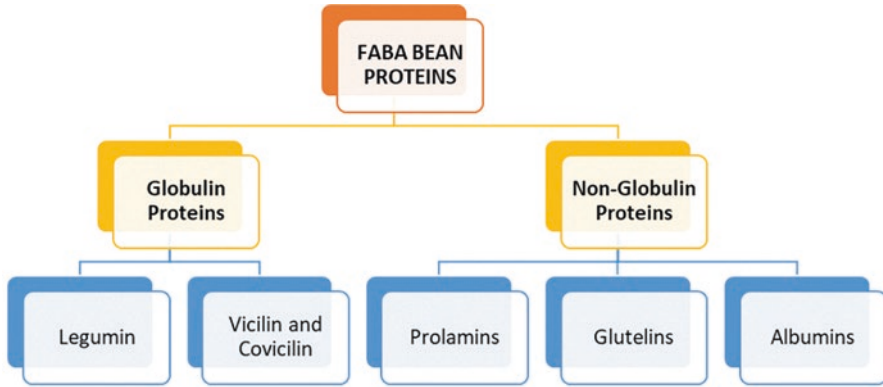 FABA BEAN
PROTEINS
Globulin
Proteins
Non-Globulin
Proteins
Legumin
Vicilin and
Covicilin
Prolamins
Glutelins
Albumins